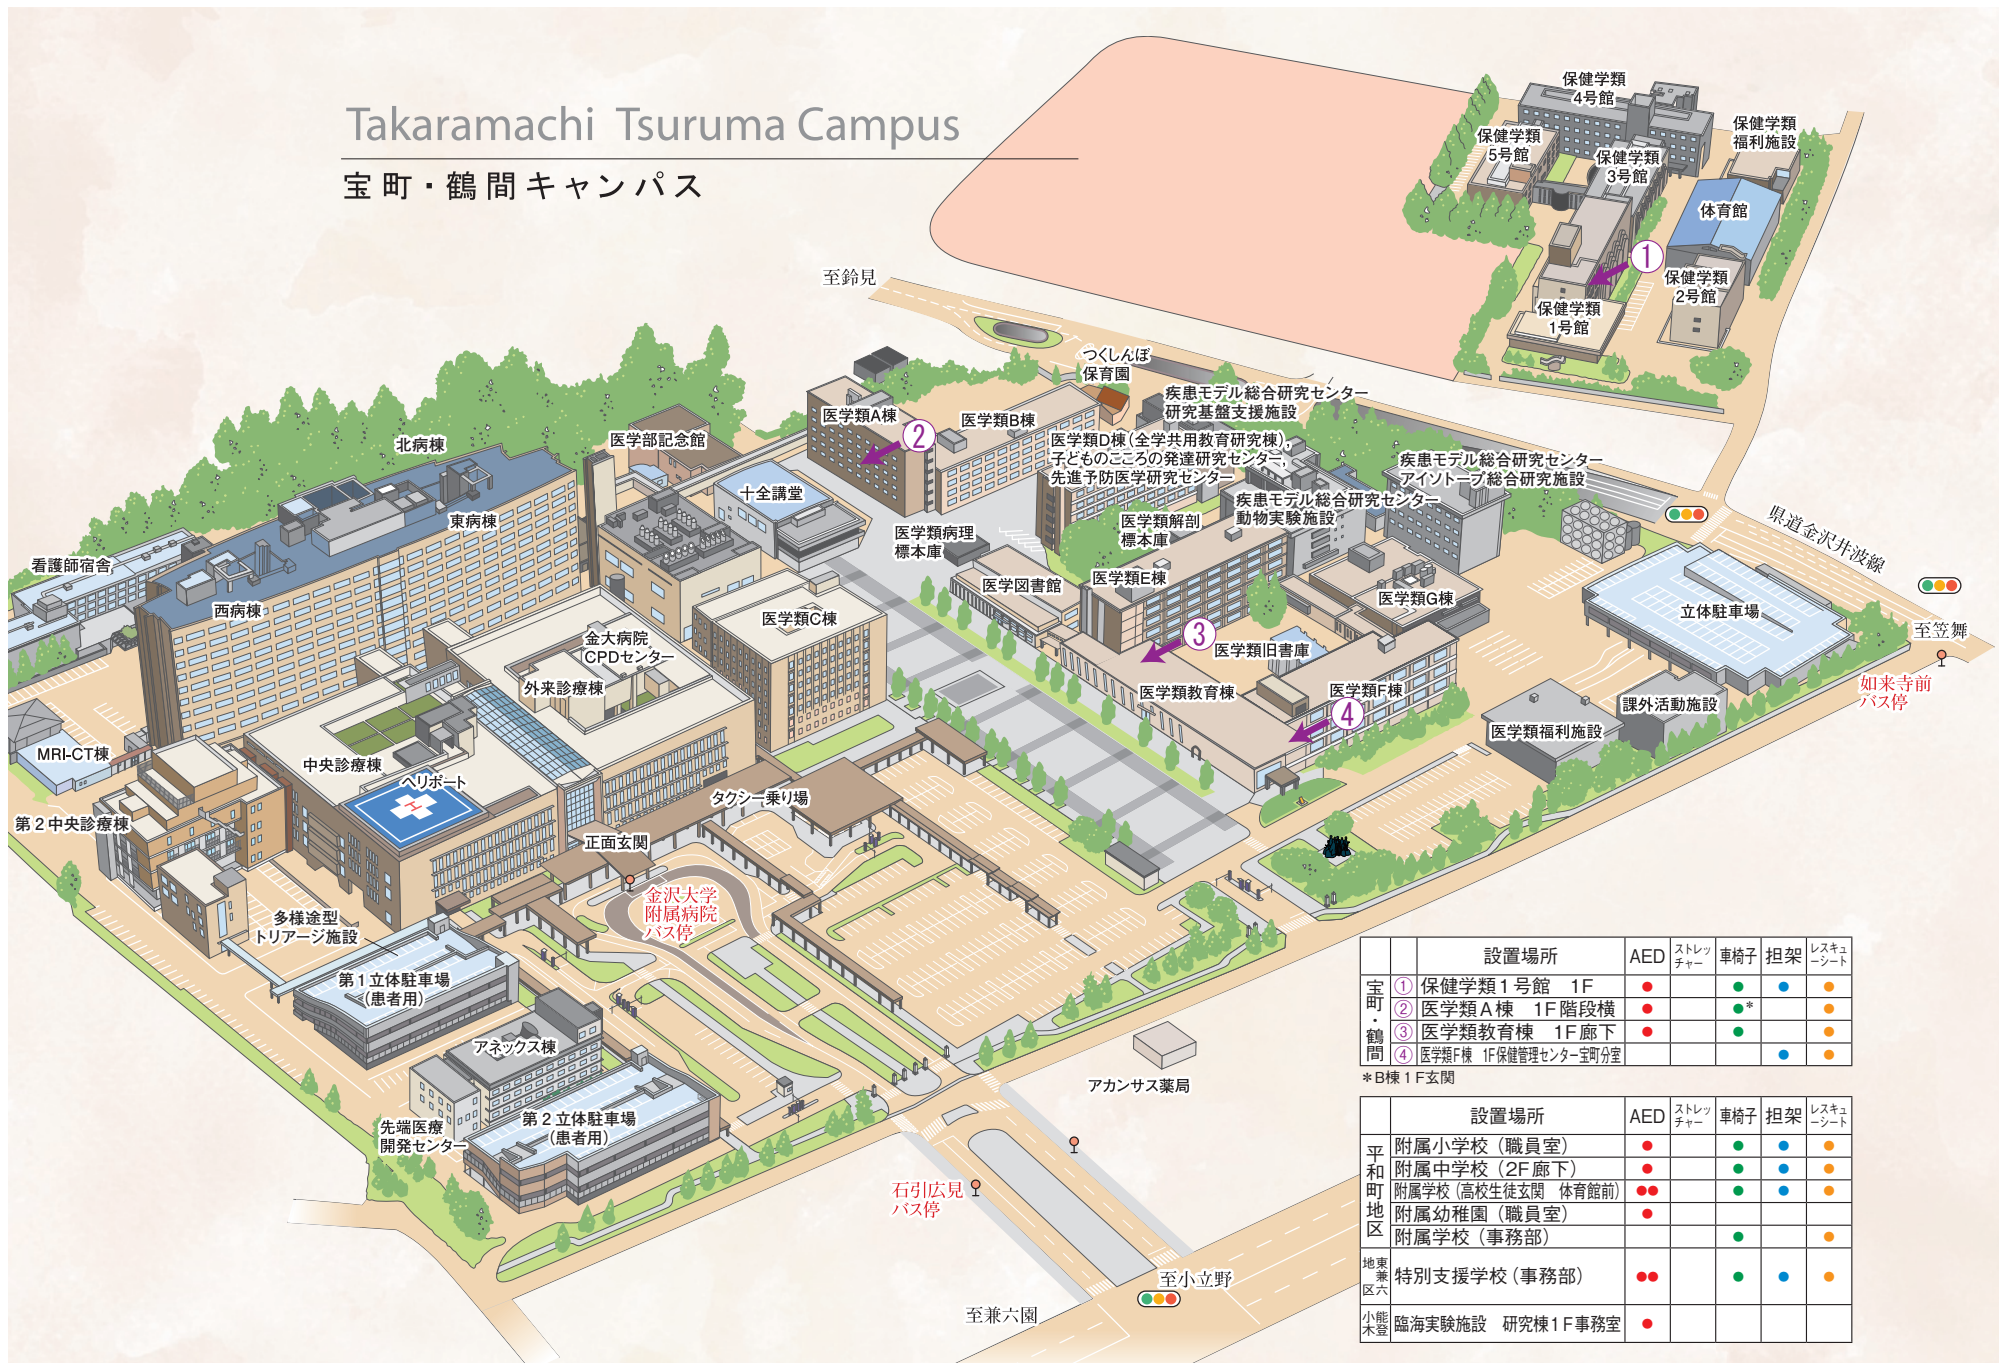 Takaramachi Tsuruma Campus
宝町・鶴間キャンパス
保健学類
4号館
保健学類
5号館
保健学類
3号館
保健学類
福利施設
体育館
①
保健学類
2号館
保健学類
1号館
至鈴見
つくしんぼ
保育園
疾患モデル総合研究センター
研究基盤支援施設
医学類A棟
②
医学類B棟
医学部記念館
北病棟
医学類D棟(全学共用教育研究棟),
子どものこころの発達研究センター,
先進予防医学研究センター
疾患モデル総合研究センター
アイソトープ総合研究施設
十全講堂
疾患モデル総合研究センター
動物実験施設
東病棟
医学類病理
標本庫
医学類解剖
標本庫
県道金沢井波線
看護師宿舎
医学図書館
医学類E棟
医学類G棟
西病棟
医学類C棟
立体駐車場
至笠舞
③
金大病院
CPDセンター
医学類旧書庫
外来診療棟
医学類教育棟
医学類F棟
④
如来寺前
バス停
課外活動施設
医学類福利施設
MRI-CT棟
中央診療棟
ヘリポート
H
タクシー乗り場
第2中央診療棟
正面玄関
金沢大学
附属病院
バス停
多様途型
トリアージ施設
第1立体駐車場
(患者用)
アネックス棟
アカンサス薬局
先端医療
開発センター
第2立体駐車場
(患者用)
石引広見
バス停
至小立野
至兼六園
設置場所 AED ストレッチャー 車椅子 担架 レスキューシート
宝町・鶴間
① 保健学類1号館 1F ● ● ● ●
② 医学類A棟 1F階段横 ● ●* ●
③ 医学類教育棟 1F廊下 ● ● ●
④ 医学類F棟 1F保健管理センター宝町分室 ● ●
*B棟1F玄関
設置場所 AED ストレッチャー 車椅子 担架 レスキューシート
平和町地区
附属小学校(職員室) ● ● ● ●
附属中学校(2F廊下) ● ● ● ●
附属学校(高校生徒玄関 体育館前) ●● ● ● ●
附属幼稚園(職員室) ●
附属学校(事務部) ● ●
東兼六地区
特別支援学校(事務部) ●● ● ● ●
能登小木
臨海実験施設 研究棟1F事務室 ●